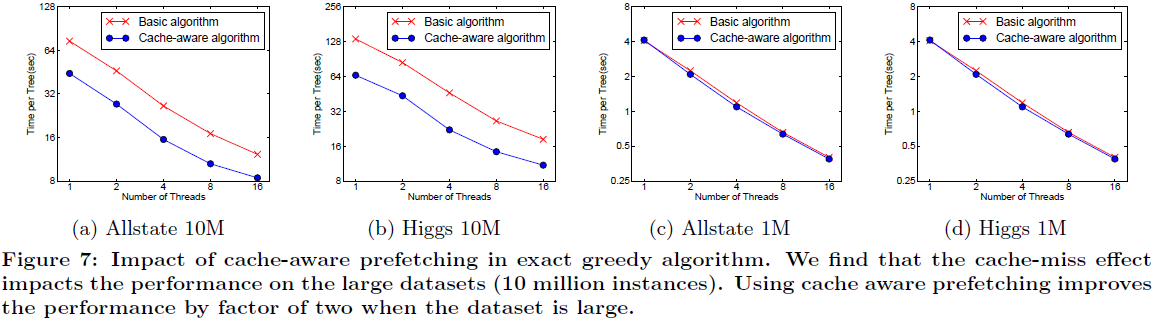 128
64
32
16
8
Time per Tree(sec)
Basic algorithm
Cache-aware algorithm
1 2 4 8 16
Number of Threads
(a) Allstate 10M
256
128
64
32
16
8
Time per Tree(sec)
Basic algorithm
Cache-aware algorithm
1 2 4 8 16
Number of Threads
(b) Higgs 10M
8
4
2
1
0.5
0.25
Time per Tree(sec)
Basic algorithm
Cache-aware algorithm
1 2 4 8 16
Number of Threads
(c) Allstate 1M
8
4
2
1
0.5
0.25
Time per Tree(sec)
Basic algorithm
Cache-aware algorithm
1 2 4 8 16
Number of Threads
(d) Higgs 1M
Figure 7: Impact of cache-aware prefetching in exact greedy algorithm. We find that the cache-miss effect
impacts the performance on the large datasets (10 million instances). Using cache aware prefetching improves
the performance by factor of two when the dataset is large.